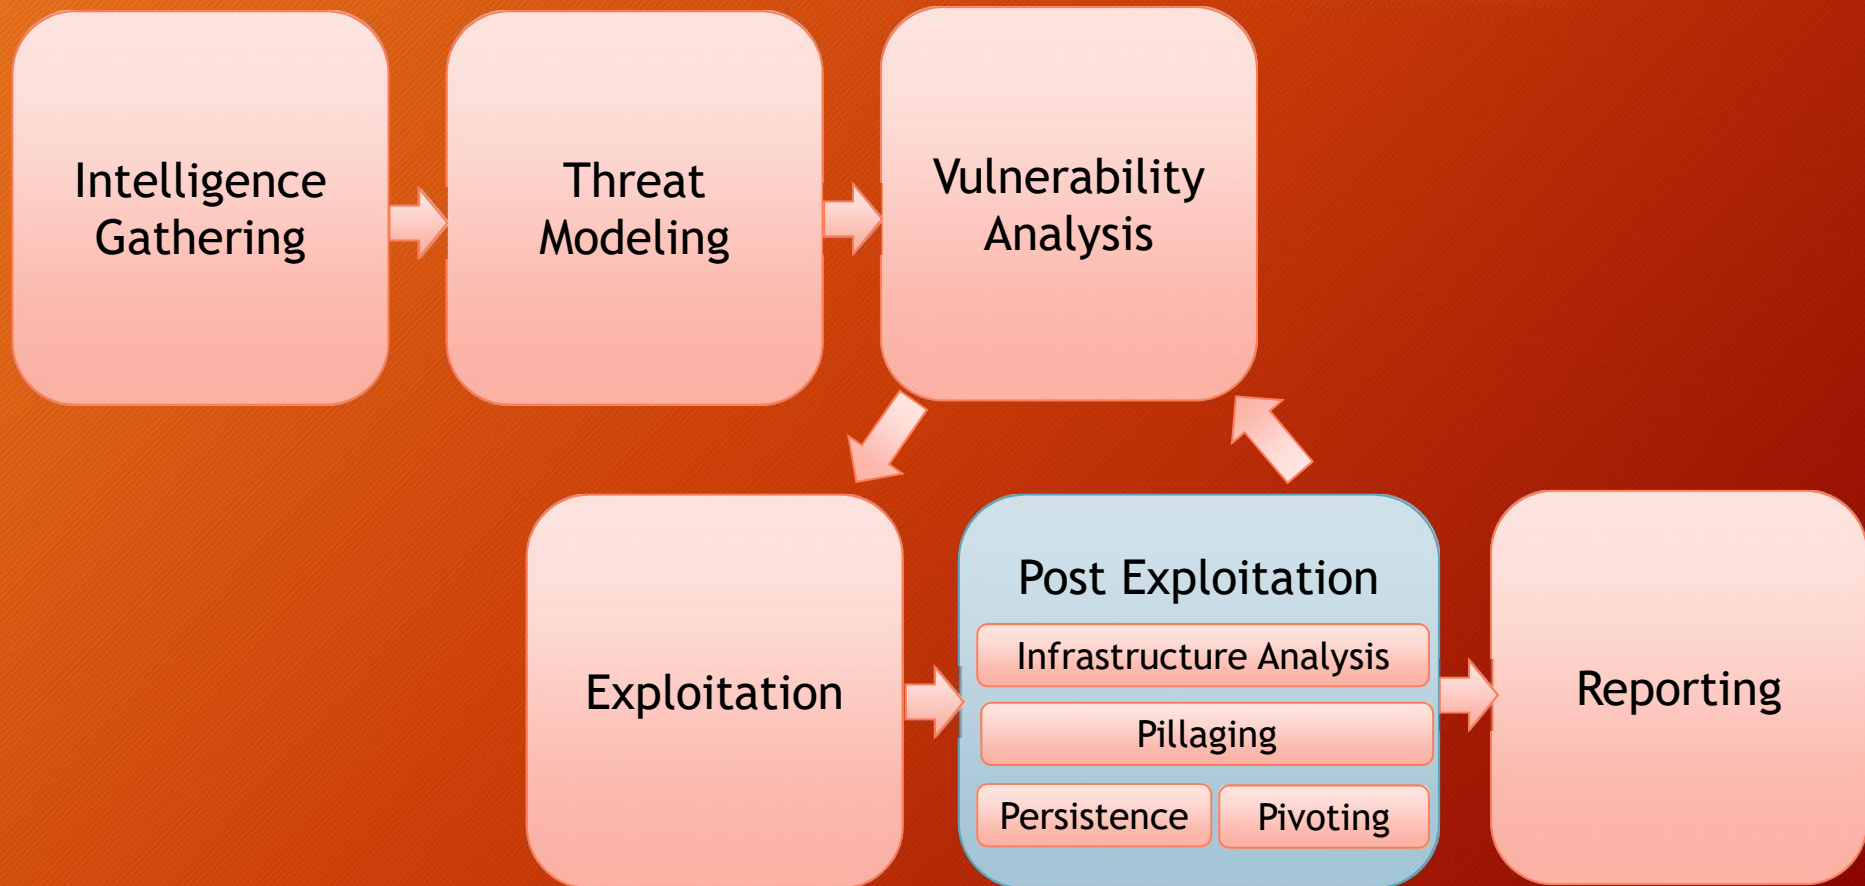 Intelligence
Gathering
Threat
Modeling
Vulnerability
Analysis
Exploitation
Post Exploitation
Infrastructure Analysis
Pillaging
Persistence
Pivoting
Reporting